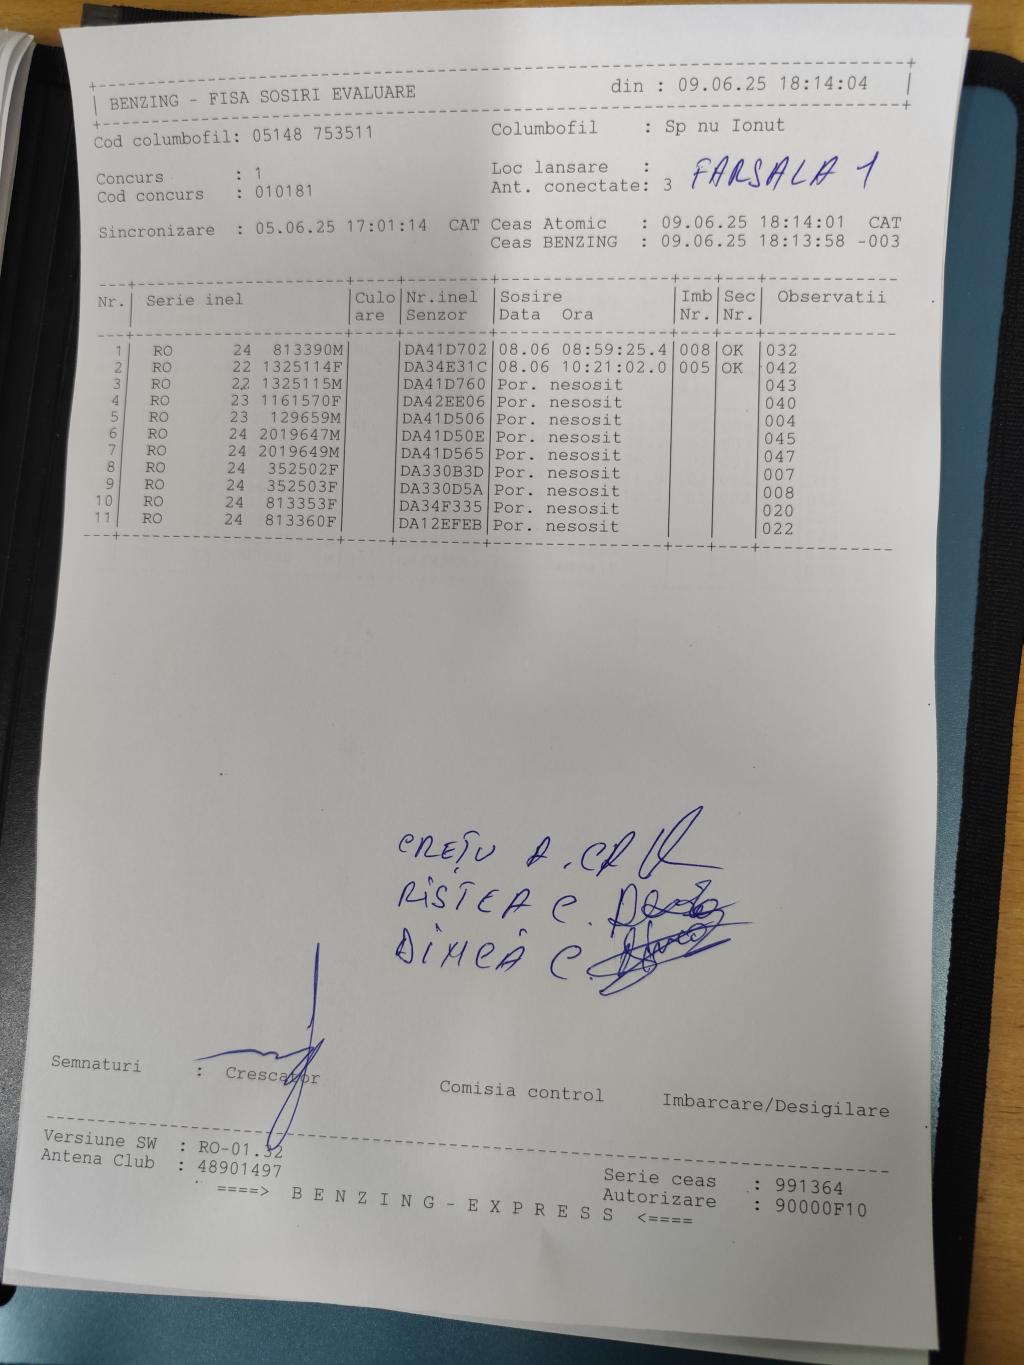 BENZING - FISA SOSIRI EVALUARE din : 09.06.25 18:14:04
Cod columbofil: 05148 753511 Columbofil : Sp nu Ionut
Concurs : 1 Loc lansare : FARSALA 1
Cod concurs : 010181 Ant. conectate: 3
Sincronizare : 05.06.25 17:01:14 CAT Ceas Atomic : 09.06.25 18:14:01 CAT
Ceas BENZING : 09.06.25 18:13:58 -003
Nr. Serie inel Culo Nr.inel Sosire Imb Sec Observatii
are Senzor Data Ora Nr. Nr.
1 RO 24 813390M DA41D702 08.06 08:59:25.4 008 OK 032
2 RO 22 1325114F DA34E31C 08.06 10:21:02.0 005 OK 042
3 RO 22 1325115M DA41D760 Por. nesosit 043
4 RO 23 1161570F DA42EE06 Por. nesosit 040
5 RO 23 129659M DA41D506 Por. nesosit 004
6 RO 24 2019647M DA41D50E Por. nesosit 045
7 RO 24 2019649M DA41D565 Por. nesosit 047
8 RO 24 352502F DA330B3D Por. nesosit 007
9 RO 24 352503F DA330D5A Por. nesosit 008
10 RO 24 813353F DA34F335 Por. nesosit 020
11 RO 24 813360F DA12EFEB Por. nesosit 022
CREȚU A.
RISTEA C.
DIMCA C.
Semnaturi : Crescator Comisia control Imbarcare/Desigilare
Versiune SW : RO-01.32 Serie ceas : 991364
Antena Club : 48901497 Autorizare : 90000F10
====> B E N Z I N G - E X P R E S S <====